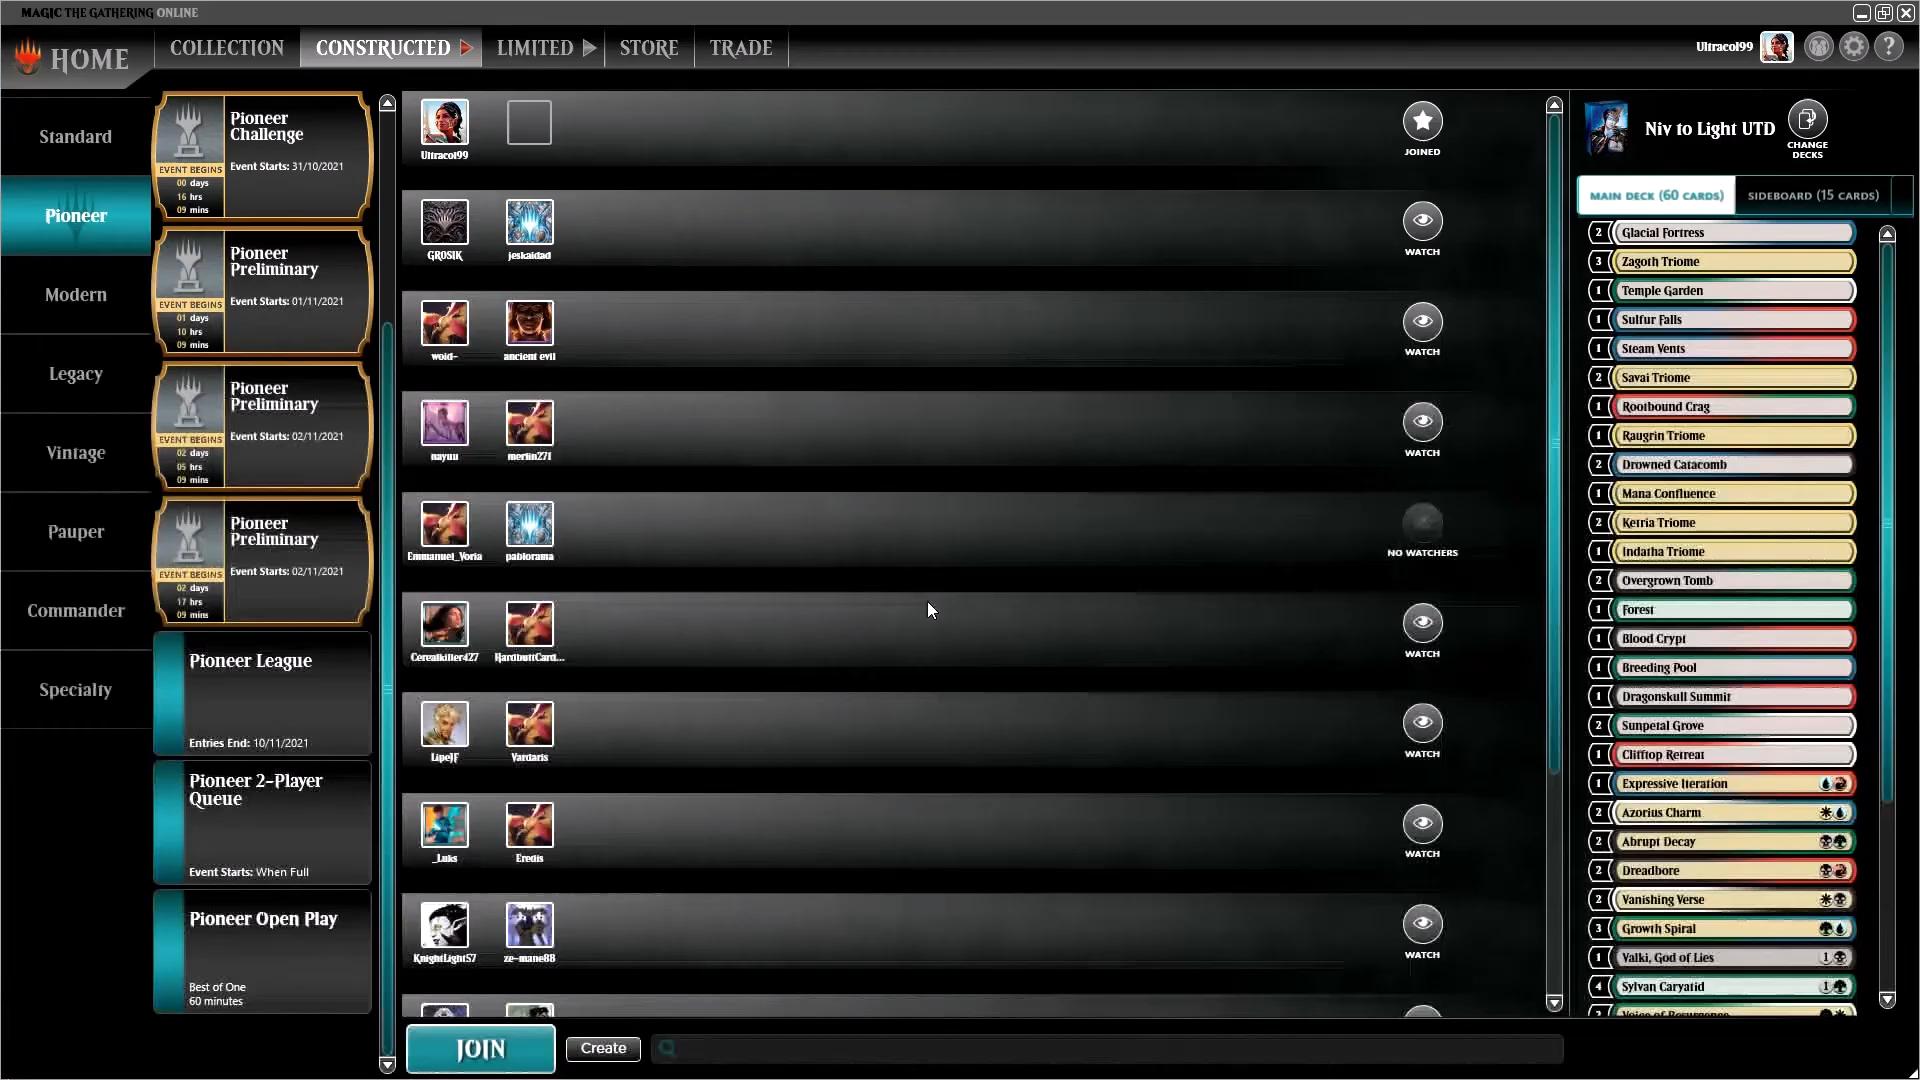 MAGIC THE GATHERING ONLINE
HOME
COLLECTION
CONSTRUCTED
LIMITED
STORE
TRADE
Ultracol99
?
Standard
Pioneer
Modern
Legacy
Vintage
Pauper
Commander
Specialty
Pioneer
Challenge
Event Starts: 31/10/2021
EVENT BEGINS
00 days
16 hrs
09 mins
Pioneer
Preliminary
Event Starts: 01/11/2021
EVENT BEGINS
01 days
10 hrs
09 mins
Pioneer
Preliminary
Event Starts: 02/11/2021
EVENT BEGINS
02 days
05 hrs
09 mins
Pioneer
Preliminary
Event Starts: 02/11/2021
EVENT BEGINS
02 days
17 hrs
09 mins
Pioneer League
Entries End: 10/11/2021
Pioneer 2-Player
Queue
Event Starts: When Full
Pioneer Open Play
Best of One
60 minutes
Ultracol99
JOINED
GROSIK
jeskaidad
WATCH
woid-
ancient evil
WATCH
nayuu
merlin271
WATCH
Emmanuel_Voria
pablorama
NO WATCHERS
Cerealkiller427
HardbuttCard...
WATCH
LipeJF
Vardaris
WATCH
_Luks
Eredis
WATCH
KnightLight57
ze-mane88
WATCH
JOIN
Create
Niv to Light UTD
CHANGE
DECKS
MAIN DECK (60 CARDS)
SIDEBOARD (15 CARDS)
2 Glacial Fortress
3 Zagoth Triome
1 Temple Garden
1 Sulfur Falls
1 Steam Vents
2 Savai Triome
1 Rootbound Crag
1 Raugrin Triome
2 Drowned Catacomb
1 Mana Confluence
2 Ketria Triome
1 Indatha Triome
2 Overgrown Tomb
1 Forest
1 Blood Crypt
1 Breeding Pool
1 Dragonskull Summit
2 Sunpetal Grove
1 Clifftop Retreat
1 Expressive Iteration
2 Azorius Charm
2 Abrupt Decay
2 Dreadbore
2 Vanishing Verse
3 Growth Spiral
1 Valki, God of Lies 1
4 Sylvan Caryatid 1
Voice of Resurgence